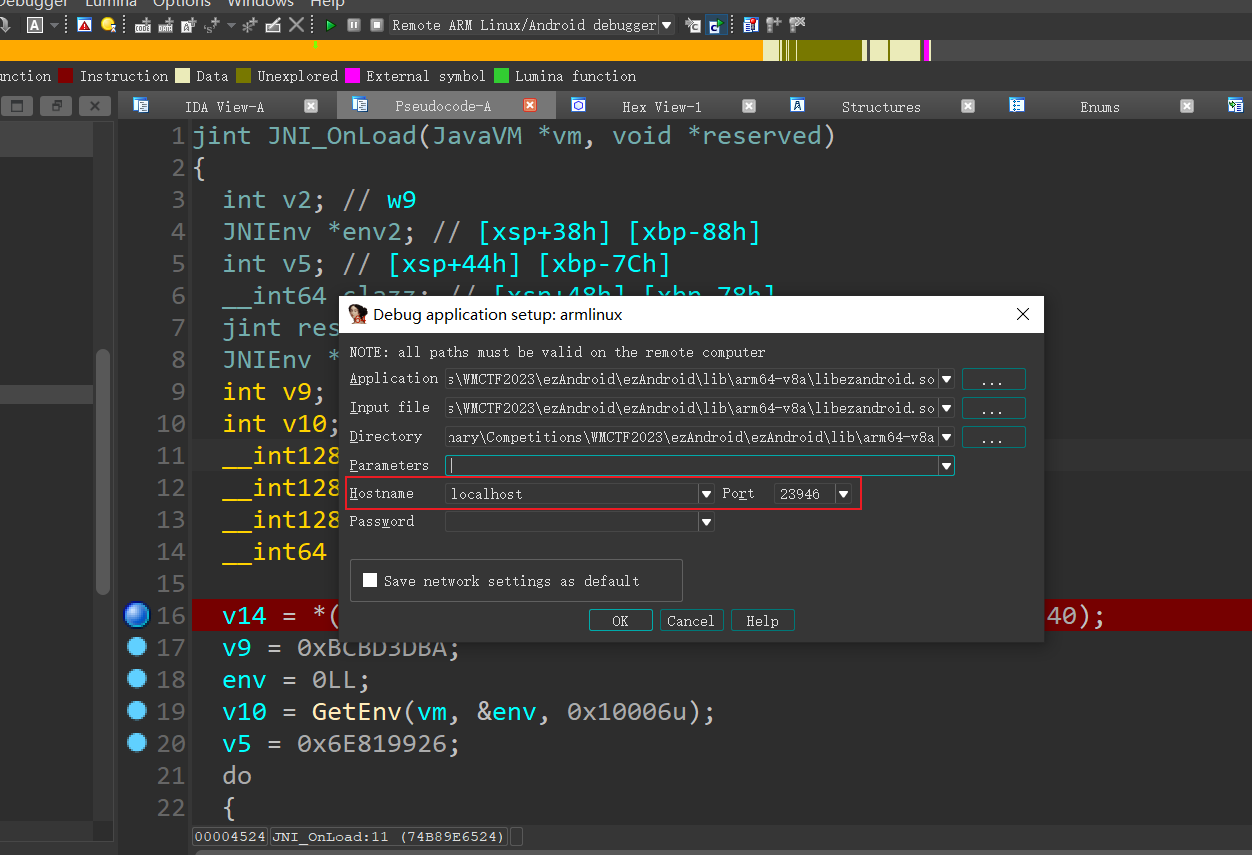 Debugger Lumina Options Windows Help
Remote ARM Linux/Android debugger
unction Instruction Data Unexplored External symbol Lumina function
IDA View-A Pseudocode-A Hex View-1 Structures Enums
1 jint JNI_OnLoad(JavaVM *vm, void *reserved)
2 {
3 int v2; // w9
4 JNIEnv *env2; // [xsp+38h] [xbp-88h]
5 int v5; // [xsp+44h] [xbp-7Ch]
6 __int64 clazz; // [xsp+48h] [xbp-78h]
7 jint res
8 JNIEnv *
9 int v9;
10 int v10;
11 __int128
12 __int128
13 __int128
14 __int64
15
16 v14 = *( 40);
17 v9 = 0xBCBD3DBA;
18 env = 0LL;
19 v10 = GetEnv(vm, &env, 0x10006u);
20 v5 = 0x6E819926;
21 do
22 {
00004524 JNI_OnLoad:11 (74B89E6524)
Debug application setup: armlinux
NOTE: all paths must be valid on the remote computer
Application s\WMCTF2023\ezAndroid\ezAndroid\lib\arm64-v8a\libezandroid.so ...
Input file s\WMCTF2023\ezAndroid\ezAndroid\lib\arm64-v8a\libezandroid.so ...
Directory nary\Competitions\WMCTF2023\ezAndroid\ezAndroid\lib\arm64-v8a ...
Parameters
Hostname localhost Port 23946
Password
Save network settings as default
OK Cancel Help